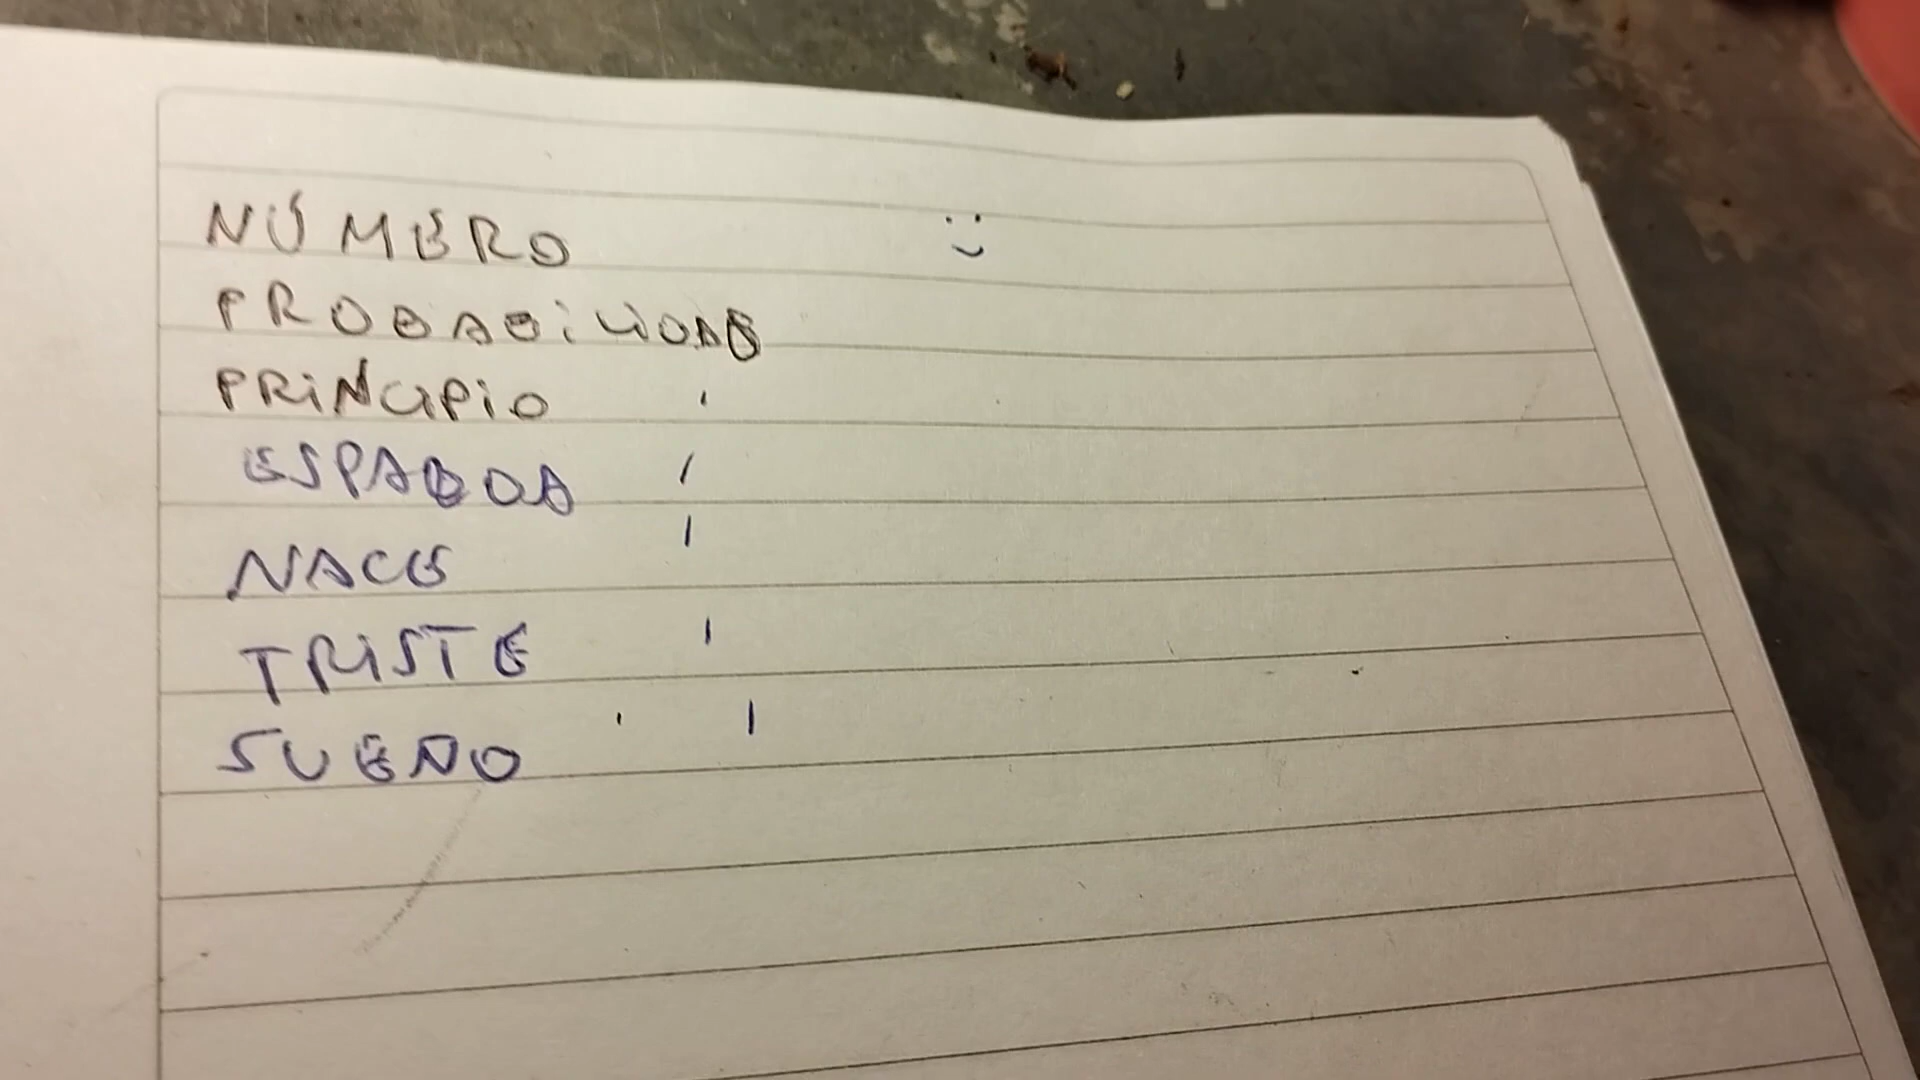 NÚMERO
PROBABiLiDAD
PRiNCiPiO
ESPADA
NACE
TRISTE
SUENO